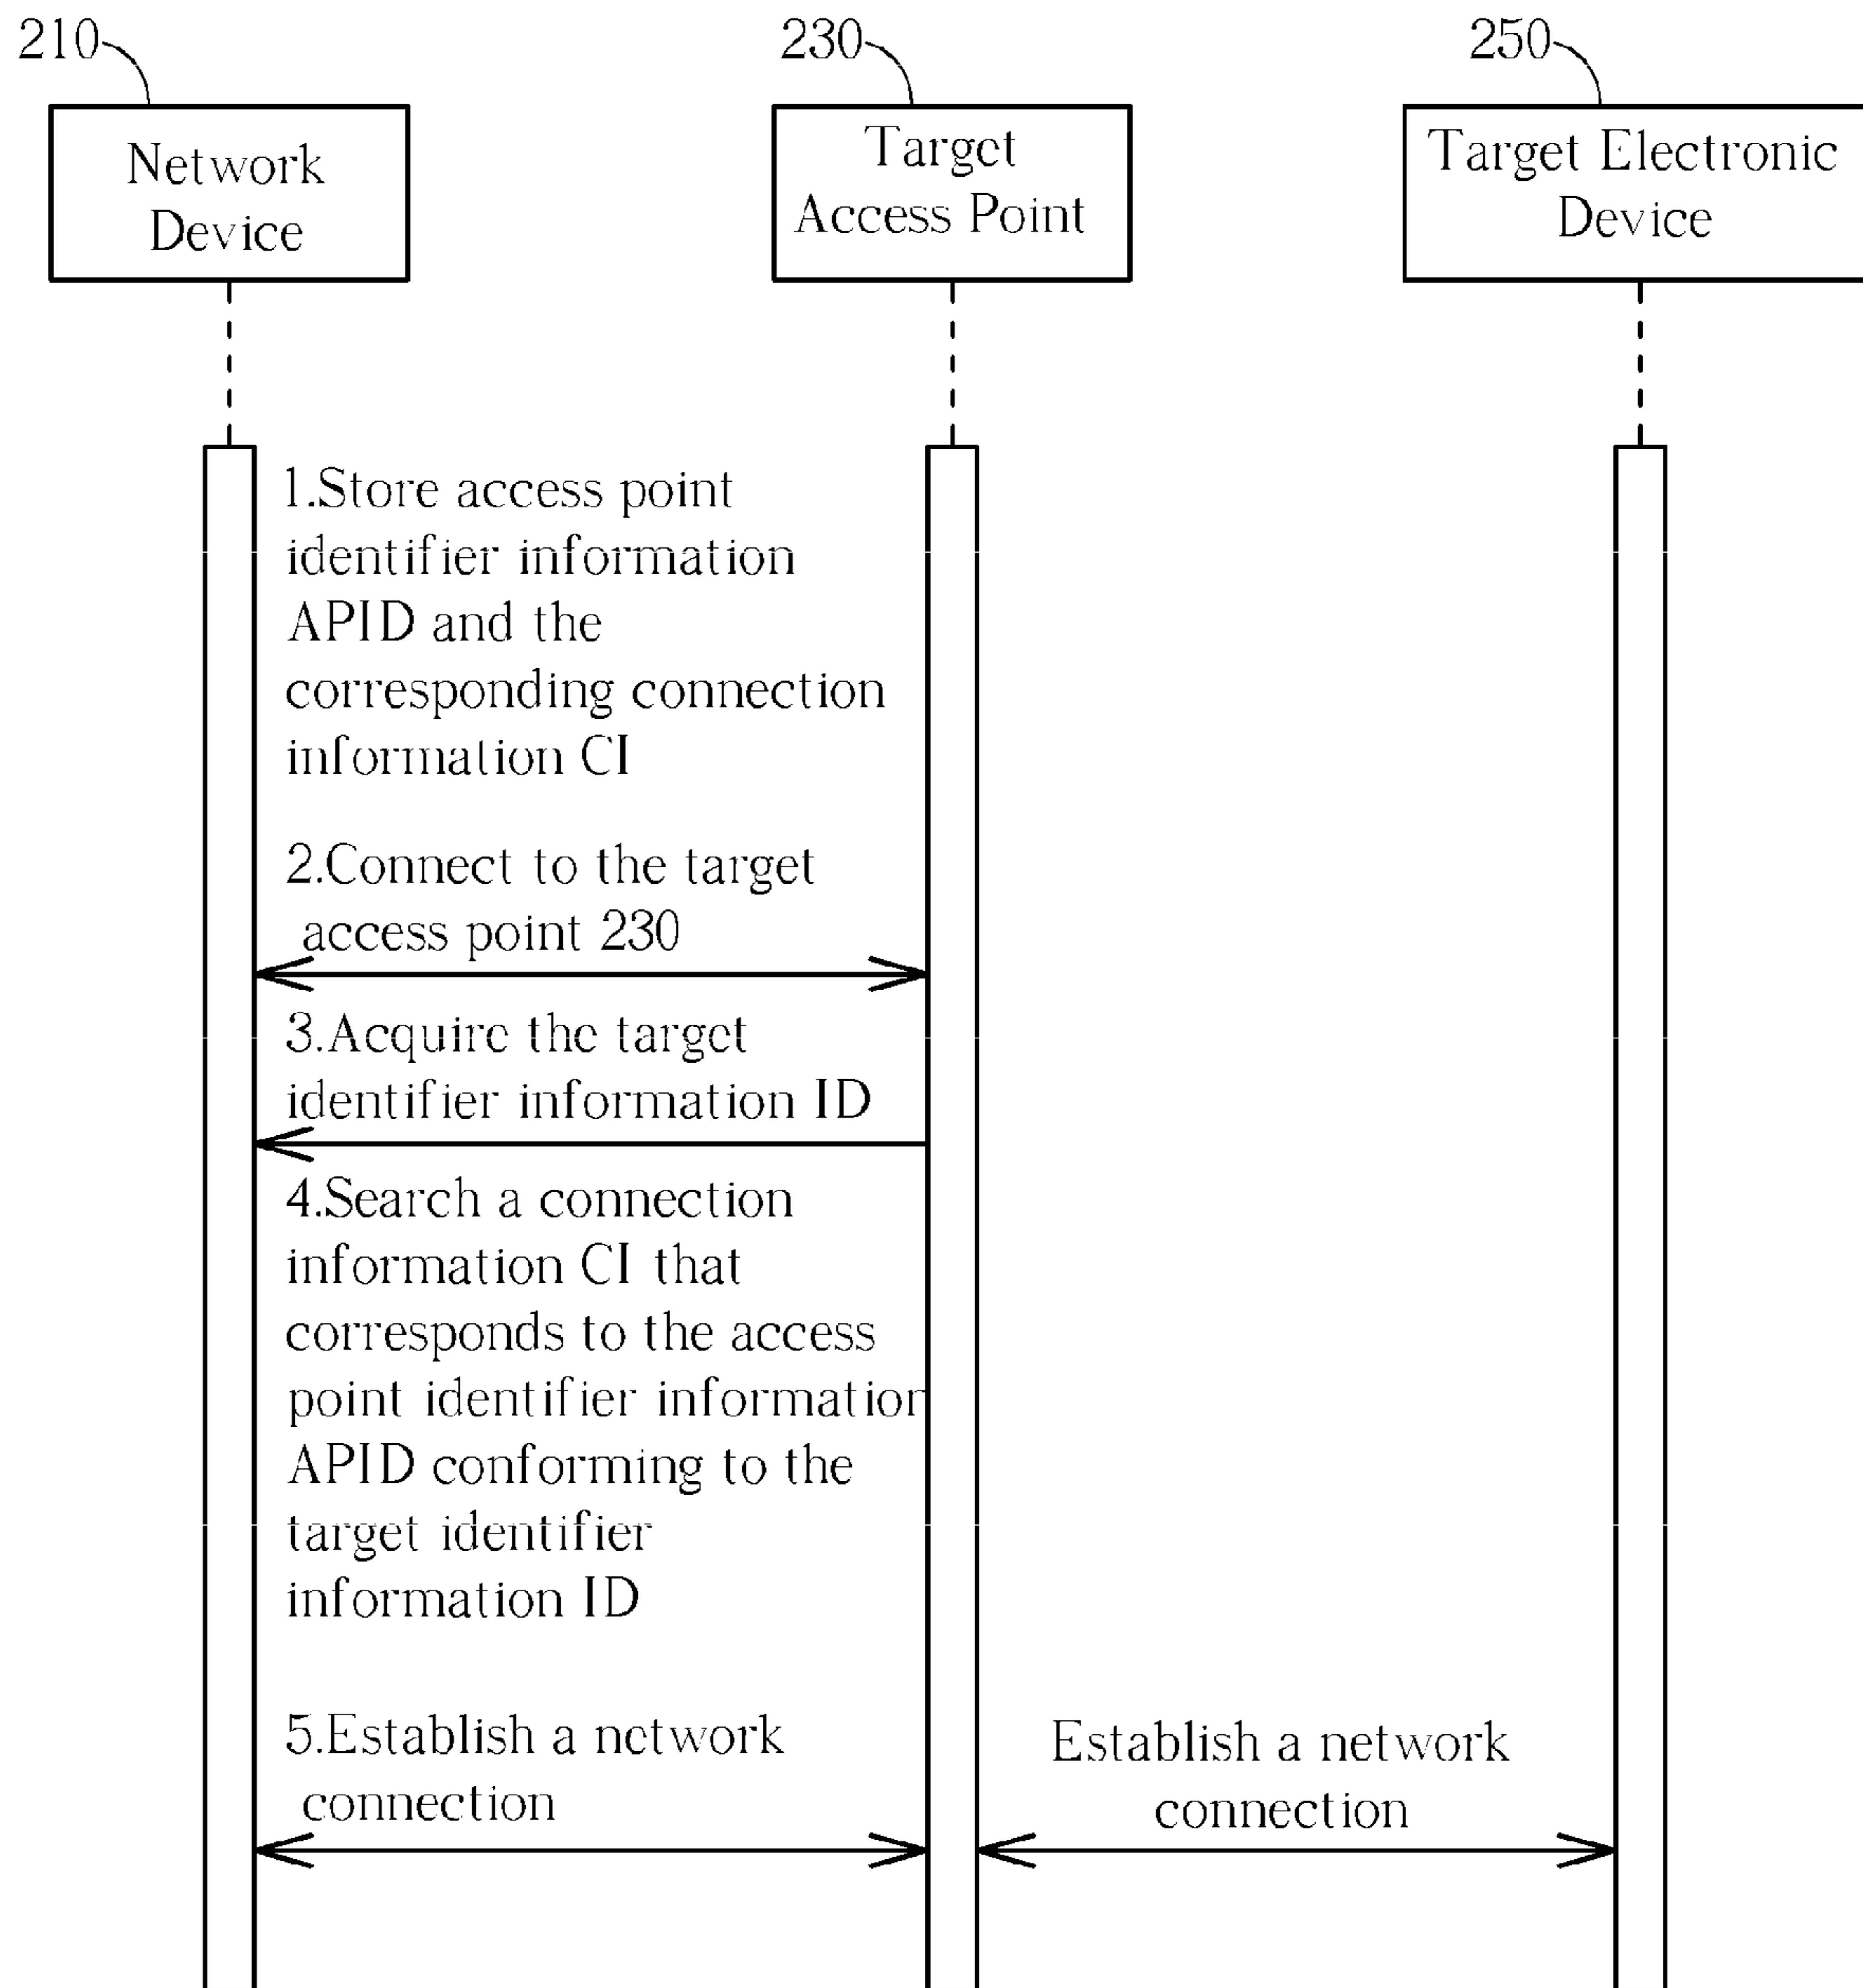 210
230
250
Network
Device
Target
Access Point
Target Electronic
Device
1.Store access point
identifier information
APID and the
corresponding connection
information CI
2.Connect to the target
access point 230
3.Acquire the target
identifier information ID
4.Search a connection
information CI that
corresponds to the access
point identifier information
APID conforming to the
target identifier
information ID
5.Establish a network
connection
Establish a network
connection